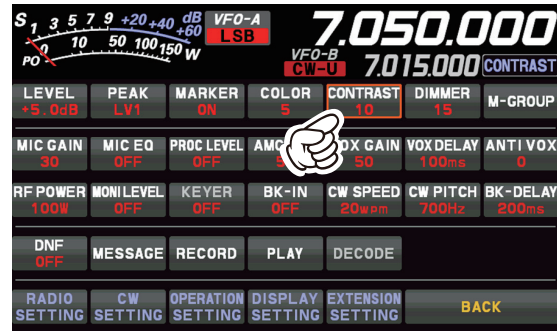 S 1 3 5 7 9 +20 +40 +60 dB VFO-A
LSB
7.050.000
PO 0 10 50 100 150 W
VFO-B
CW-U 7.015.000 CONTRAST
LEVEL PEAK MARKER COLOR CONTRAST DIMMER M-GROUP
+5.0dB LV1 ON 5 10 15
MIC GAIN MIC EQ PROC LEVEL GAIN VOX DELAY ANTI VOX
30 OFF OFF 50 100ms 0
RF POWER MONI LEVEL KEYER BK-IN CW SPEED CW PITCH BK-DELAY
100W OFF OFF OFF 20wpm 700Hz 200ms
DNF MESSAGE RECORD PLAY DECODE
OFF
RADIO CW OPERATION DISPLAY EXTENSION BACK
SETTING SETTING SETTING SETTING SETTING